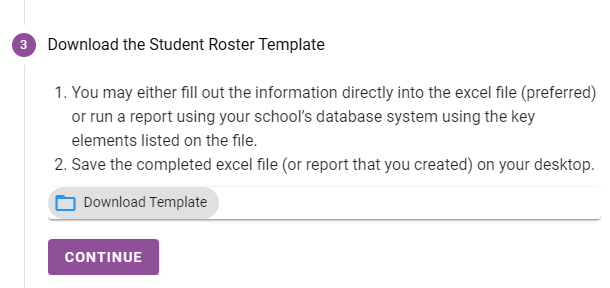 3 Download the Student Roster Template
1. You may either fill out the information directly into the excel file (preferred)
or run a report using your school’s database system using the key
elements listed on the file.
2. Save the completed excel file (or report that you created) on your desktop.
Download Template
CONTINUE